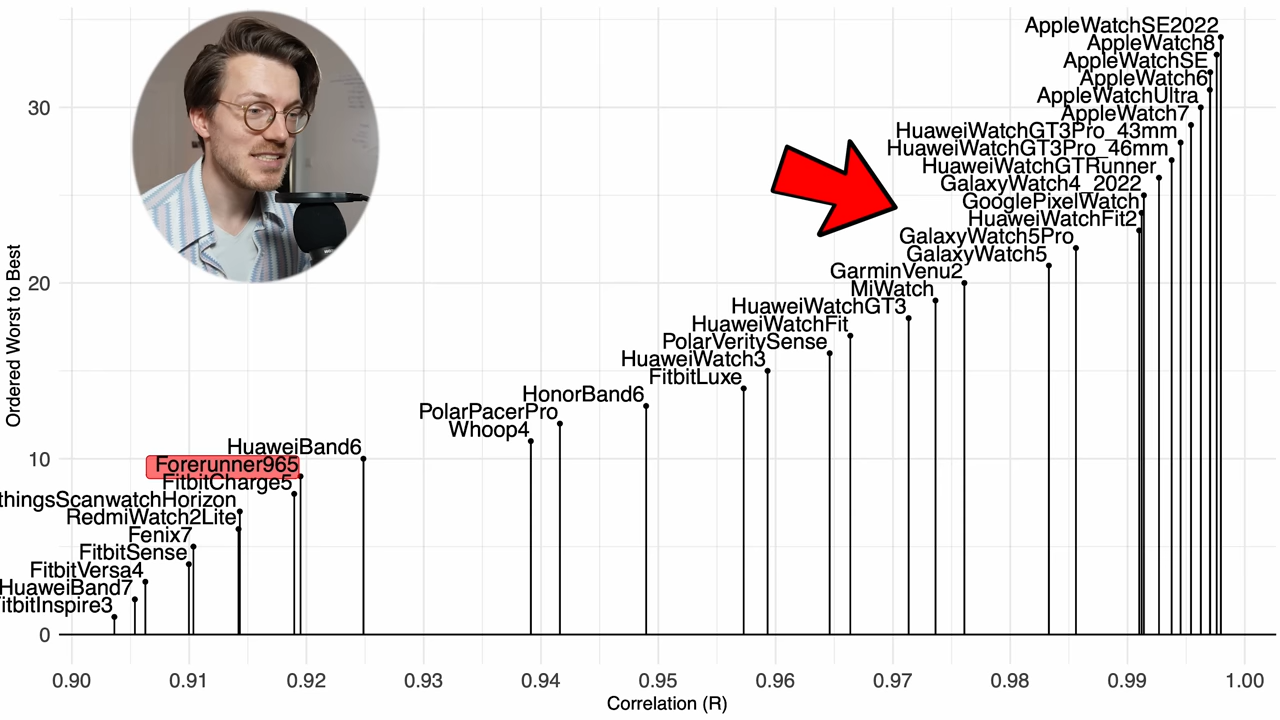 AppleWatchSE2022
AppleWatch8
AppleWatchSE
AppleWatch6
AppleWatchUltra
AppleWatch7
HuaweiWatchGT3Pro_43mm
HuaweiWatchGT3Pro_46mm
HuaweiWatchGTRunner
GalaxyWatch4_2022
GooglePixelWatch
HuaweiWatchFit2
GalaxyWatch5Pro
GalaxyWatch5
GarminVenu2
MiWatch
HuaweiWatchGT3
HuaweiWatchFit
PolarVeritySense
HuaweiWatch3
FitbitLuxe
HonorBand6
PolarPacerPro
Whoop4
HuaweiBand6
Forerunner965
FitbitCharge5
thingsScanwatchHorizon
RedmiWatch2Lite
Fenix7
FitbitSense
FitbitVersa4
HuaweiBand7
itbitInspire3
Ordered Worst to Best
30
20
10
0
0.90 0.91 0.92 0.93 0.94 0.95 0.96 0.97 0.98 0.99 1.00
Correlation (R)